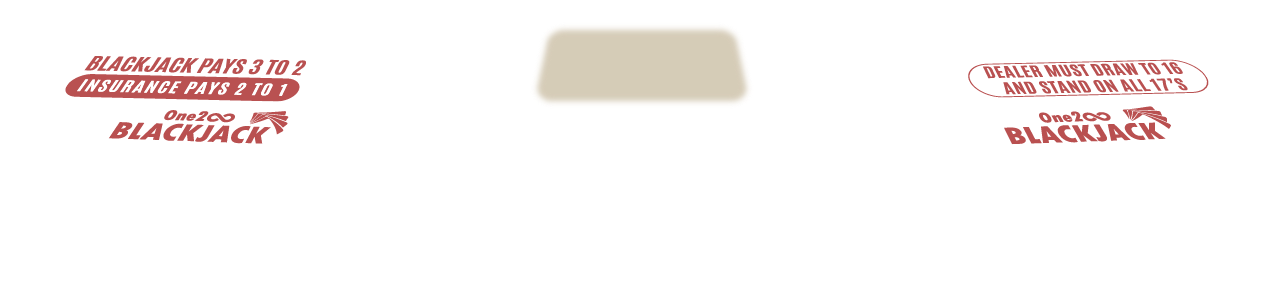 BLACKJACK PAYS 3 TO 2
INSURANCE PAYS 2 TO 1
One2∞
BLACKJACK
DEALER MUST DRAW TO 16
AND STAND ON ALL 17'S
One2∞
BLACKJACK